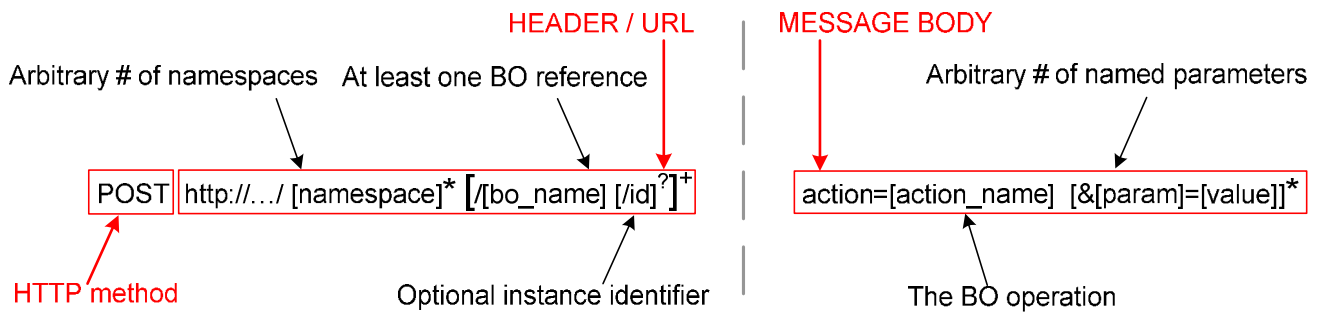 HEADER / URL
MESSAGE BODY
Arbitrary # of namespaces
At least one BO reference
Arbitrary # of named parameters
POST
http://…/ [namespace]* [/[bo_name] [/id]?]+
action=[action_name] [&[param]=[value]]*
HTTP method
Optional instance identifier
The BO operation